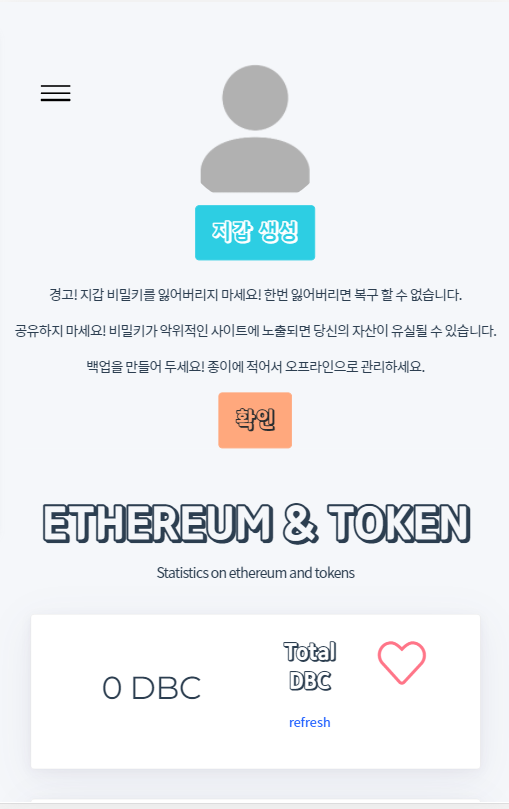 지갑 생성
경고! 지갑 비밀키를 잃어버리지 마세요! 한번 잃어버리면 복구 할 수 없습니다.
공유하지 마세요! 비밀키가 악위적인 사이트에 노출되면 당신의 자산이 유실될 수 있습니다.
백업을 만들어 두세요! 종이에 적어서 오프라인으로 관리하세요.
확인
ETHEREUM & TOKEN
Statistics on ethereum and tokens
0 DBC
Total
DBC
refresh